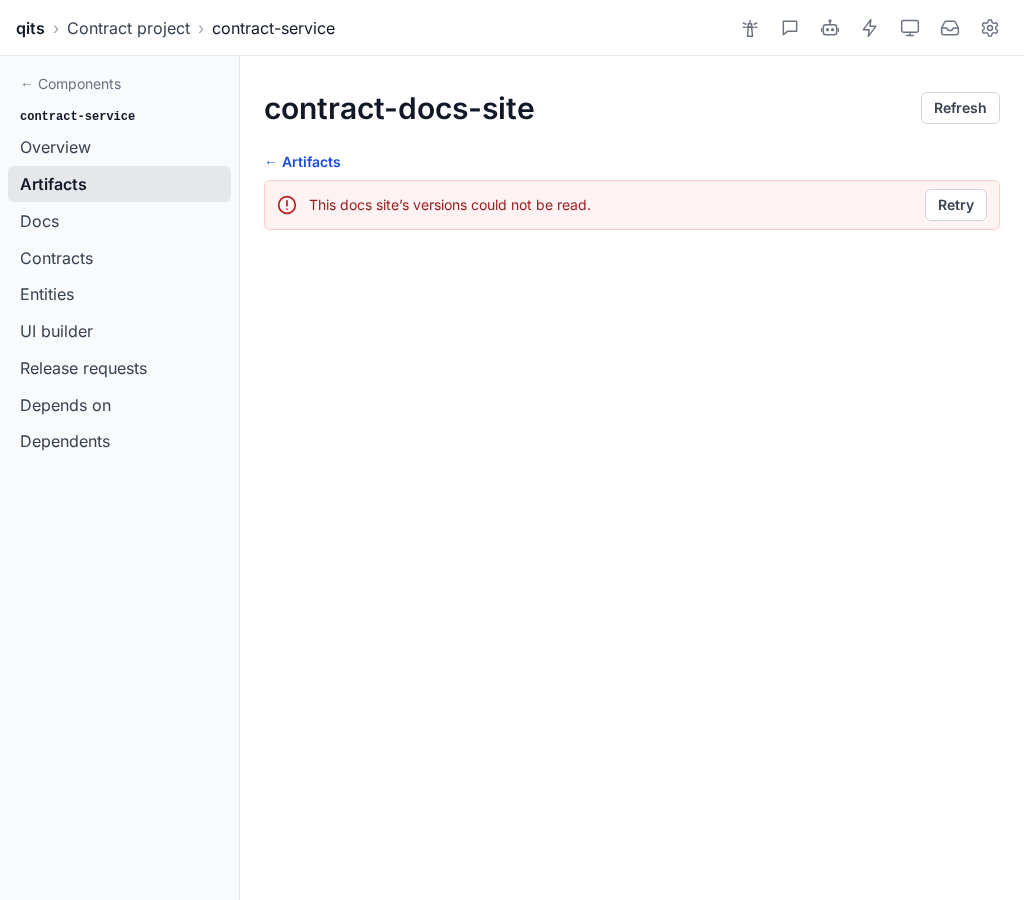 qits › Contract project › contract-service
← Components
contract-service
Overview
Artifacts
Docs
Contracts
Entities
UI builder
Release requests
Depends on
Dependents
contract-docs-site
Refresh
← Artifacts
This docs site’s versions could not be read.
Retry